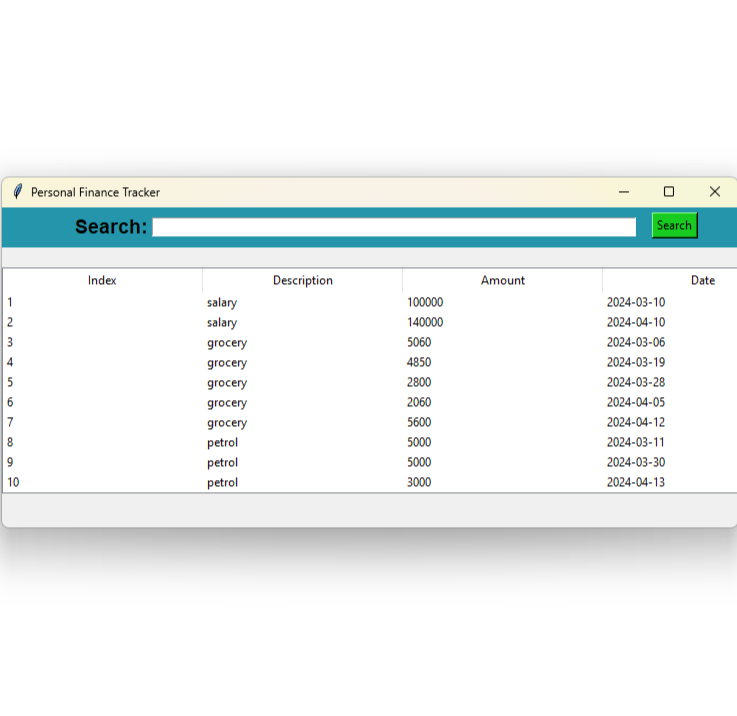 Personal Finance Tracker
Search: Search
Index Description Amount Date
1 salary 100000 2024-03-10
2 salary 140000 2024-04-10
3 grocery 5060 2024-03-06
4 grocery 4850 2024-03-19
5 grocery 2800 2024-03-28
6 grocery 2060 2024-04-05
7 grocery 5600 2024-04-12
8 petrol 5000 2024-03-11
9 petrol 5000 2024-03-30
10 petrol 3000 2024-04-13